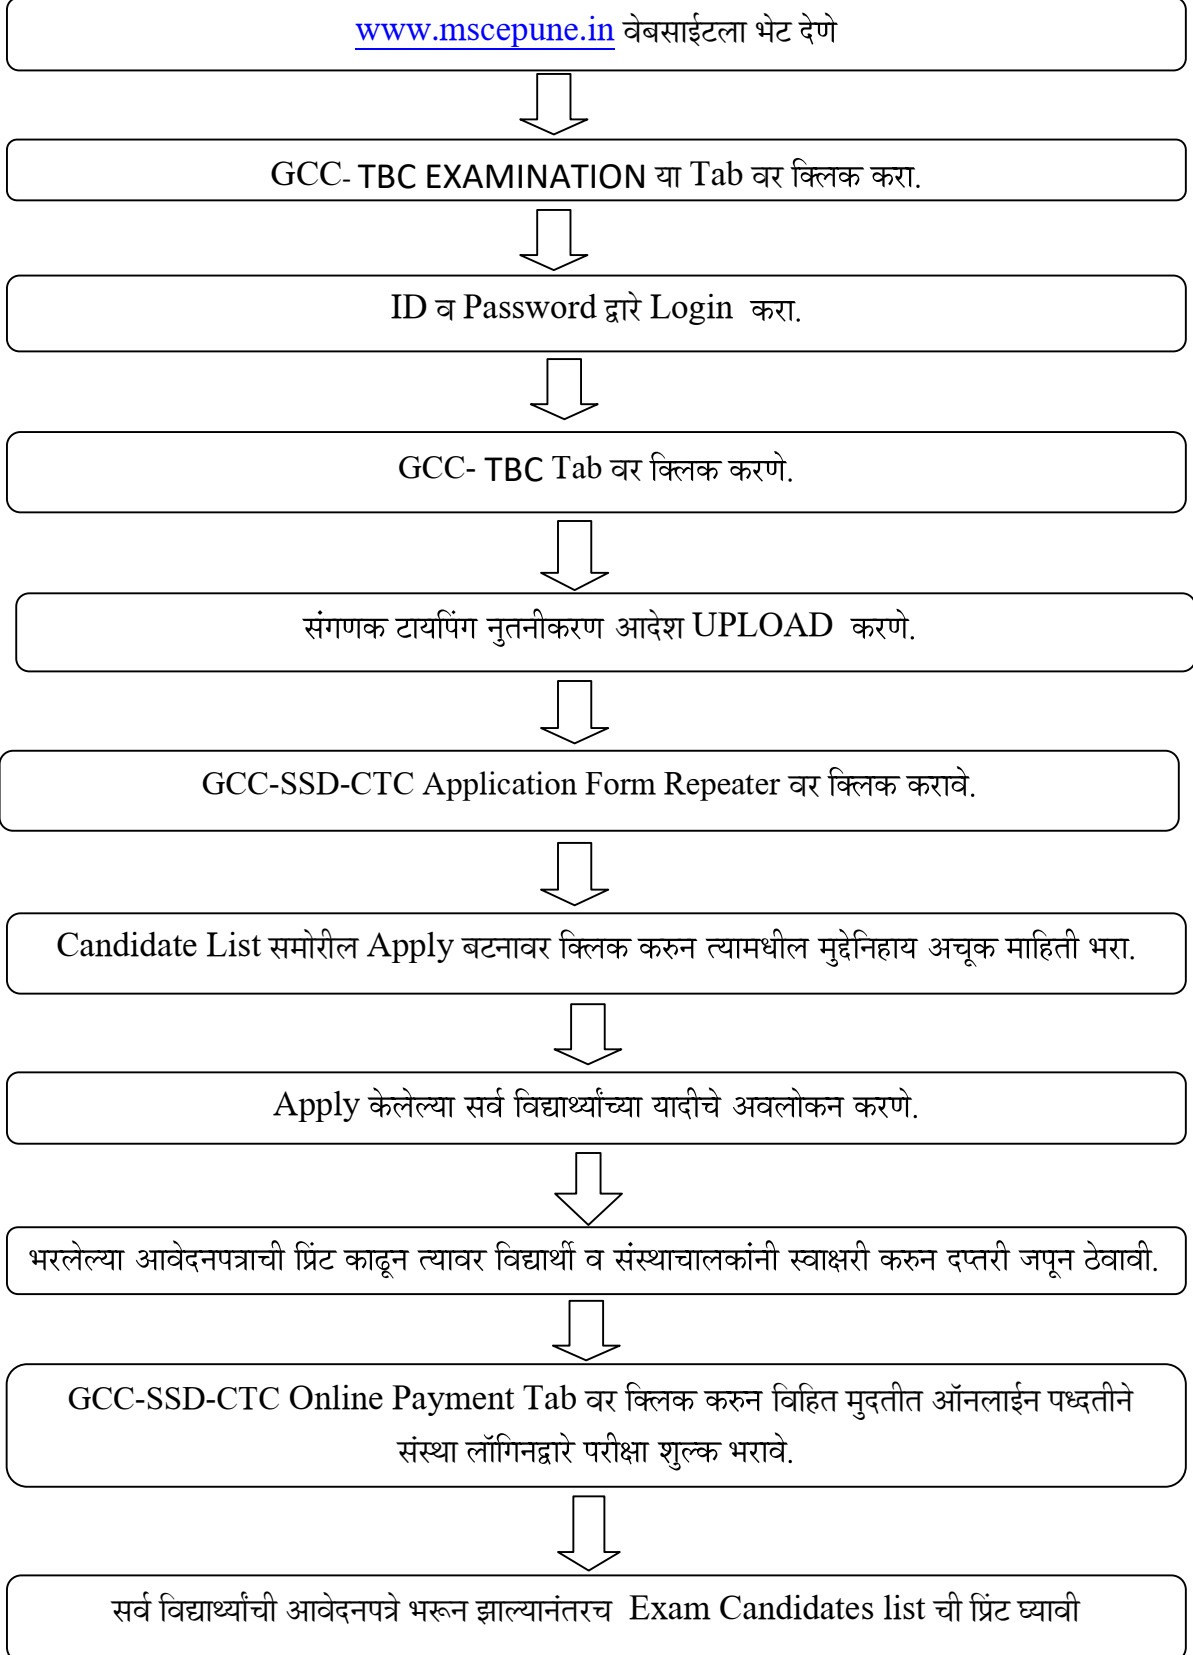 www.mscepune.in वेबसाईटला भेट देणे
GCC- TBC EXAMINATION या Tab वर क्लिक करा.
ID व Password द्वारे Login करा.
GCC- TBC Tab वर क्लिक करणे.
संगणक टायपिंग नुतनीकरण आदेश UPLOAD करणे.
GCC-SSD-CTC Application Form Repeater वर क्लिक करावे.
Candidate List समोरील Apply बटनावर क्लिक करुन त्यामधील मुद्देनिहाय अचूक माहिती भरा.
Apply केलेल्या सर्व विद्यार्थ्यांच्या यादीचे अवलोकन करणे.
भरलेल्या आवेदनपत्राची प्रिंट काढून त्यावर विद्यार्थी व संस्थाचालकांनी स्वाक्षरी करुन दप्तरी जपून ठेवावी.
GCC-SSD-CTC Online Payment Tab वर क्लिक करुन विहित मुदतीत ऑनलाईन पध्दतीने
संस्था लॉगिनद्वारे परीक्षा शुल्क भरावे.
सर्व विद्यार्थ्यांची आवेदनपत्रे भरून झाल्यानंतरच Exam Candidates list ची प्रिंट घ्यावी